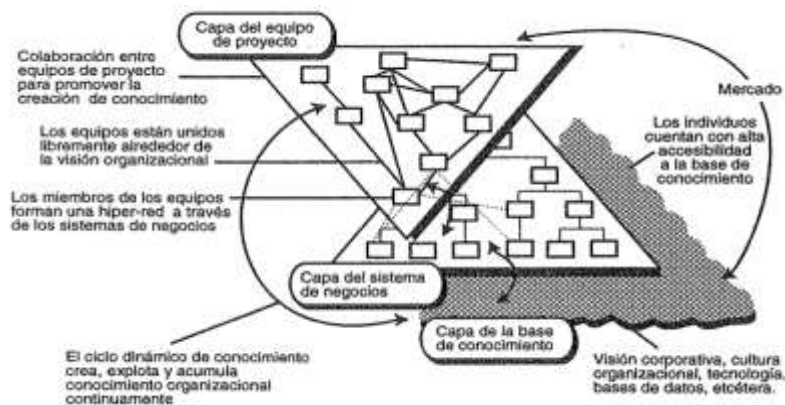 Capa del equipo
de proyecto
Colaboración entre
equipos de proyecto
para promover la
creación de conocimiento
Los equipos están unidos
libremente alrededor de
la visión organizacional
Los miembros de los equipos
forman una hiper-red a través
de los sistemas de negocios
Mercado
Los individuos
cuentan con alta
accesibilidad
a la base de
conocimiento
Capa del sistema
de negocios
Capa de la base
de conocimiento
El ciclo dinámico de conocimiento
crea, explota y acumula
conocimiento organizacional
continuamente
Visión corporativa, cultura
organizacional, tecnología,
bases de datos, etcétera.